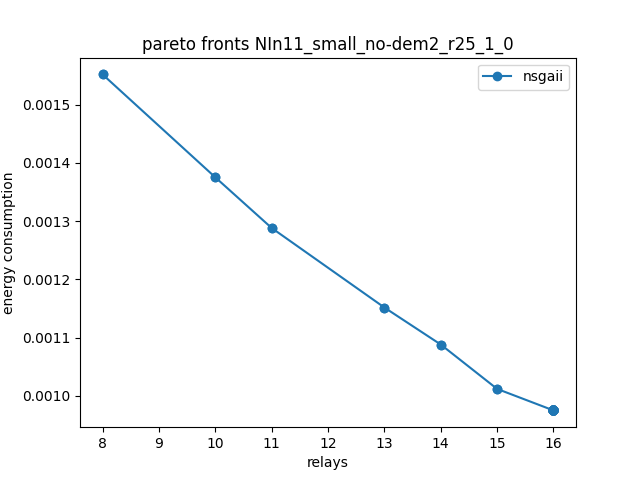 pareto fronts NIn11_small_no-dem2_r25_1_0
nsgaii
energy consumption
0.0015
0.0014
0.0013
0.0012
0.0011
0.0010
8 9 10 11 12 13 14 15 16
relays